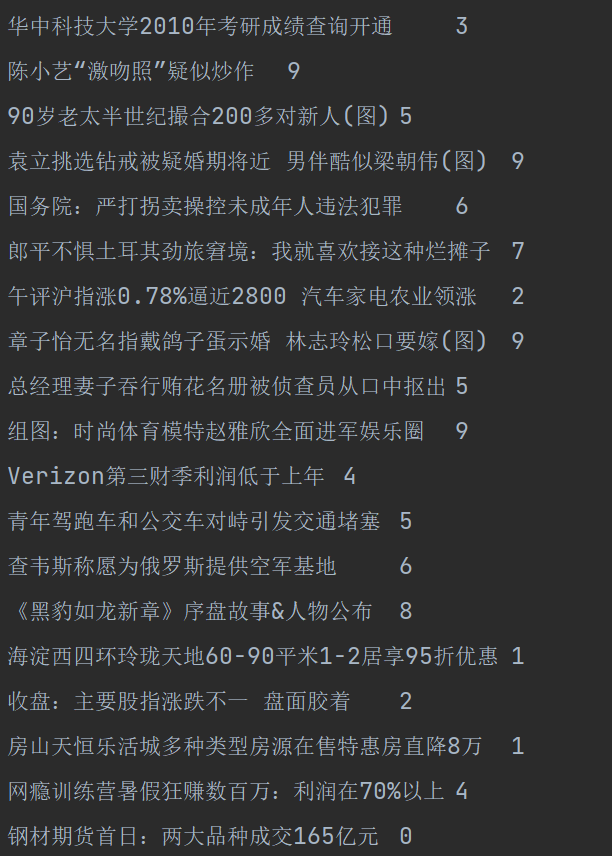 华中科技大学2010年考研成绩查询开通	3
陈小艺“激吻照”疑似炒作	9
90岁老太半世纪撮合200多对新人(图)	5
袁立挑选钻戒被疑婚期将近 男伴酷似梁朝伟(图)	9
国务院：严打拐卖操控未成年人违法犯罪	6
郎平不惧土耳其劲旅窘境：我就喜欢接这种烂摊子	7
午评沪指涨0.78%逼近2800 汽车家电农业领涨	2
章子怡无名指戴鸽子蛋示婚 林志玲松口要嫁(图)	9
总经理妻子吞行贿花名册被侦查员从口中抠出	5
组图：时尚体育模特赵雅欣全面进军娱乐圈	9
Verizon第三财季利润低于上年	4
青年驾跑车和公交车对峙引发交通堵塞	5
查韦斯称愿为俄罗斯提供空军基地	6
《黑豹如龙新章》序盘故事&人物公布	8
海淀西四环玲珑天地60-90平米1-2居享95折优惠	1
收盘：主要股指涨跌不一 盘面胶着	2
房山天恒乐活城多种类型房源在售特惠房直降8万	1
网瘾训练营暑假狂赚数百万：利润在70%以上	4
钢材期货首日：两大品种成交165亿元	0